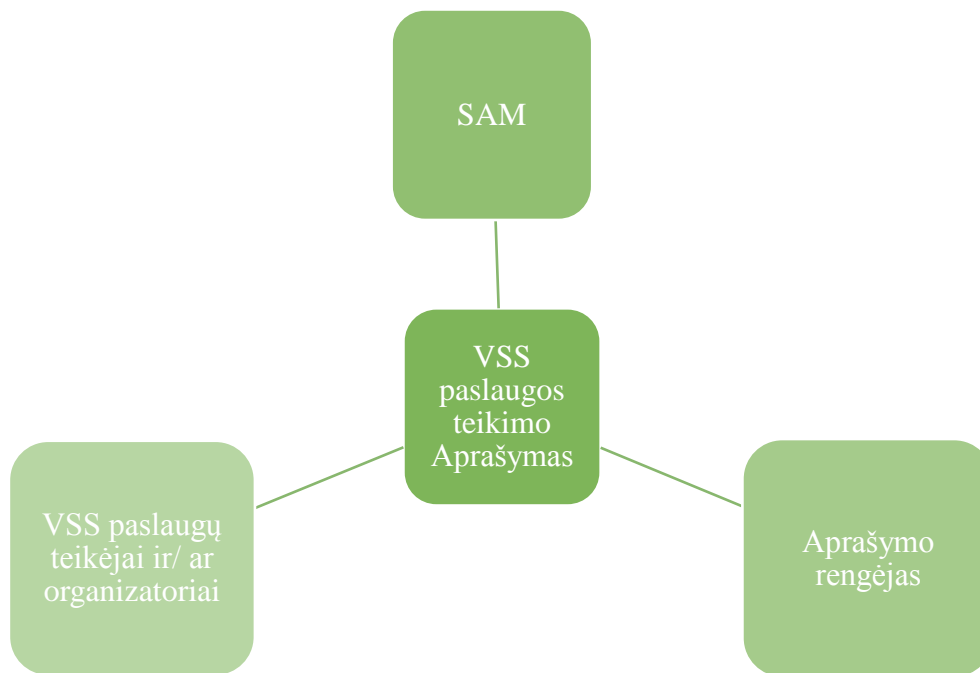 SAM
VSS
paslaugos
teikimo
Aprašymas
VSS paslaugų
teikėjai ir/ ar
organizatoriai
Aprašymo
rengėjas